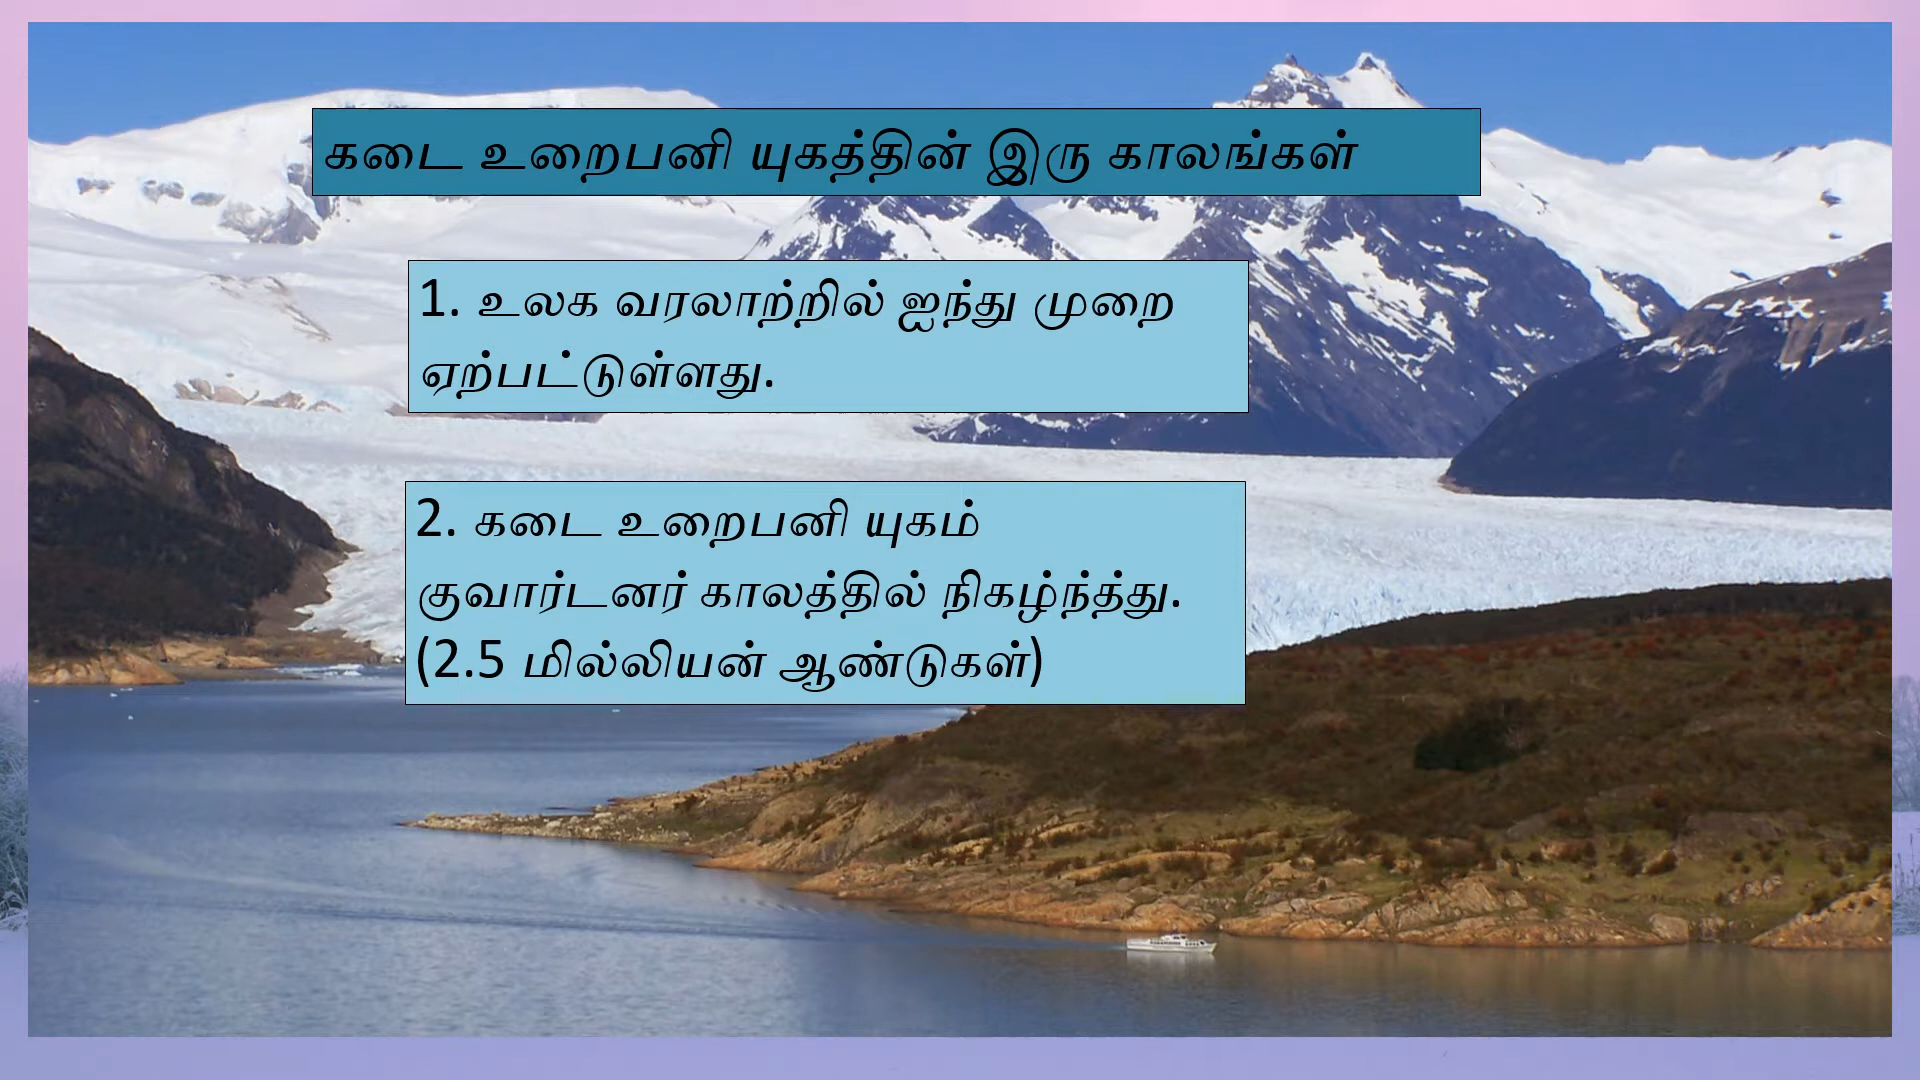 கடை உறைபனி யுகத்தின் இரு காலங்கள்
1. உலக வரலாற்றில் ஐந்து முறை
ஏற்பட்டுள்ளது.
2. கடை உறைபனி யுகம்
குவார்டனர் காலத்தில் நிகழ்ந்த்து.
(2.5 மில்லியன் ஆண்டுகள்)